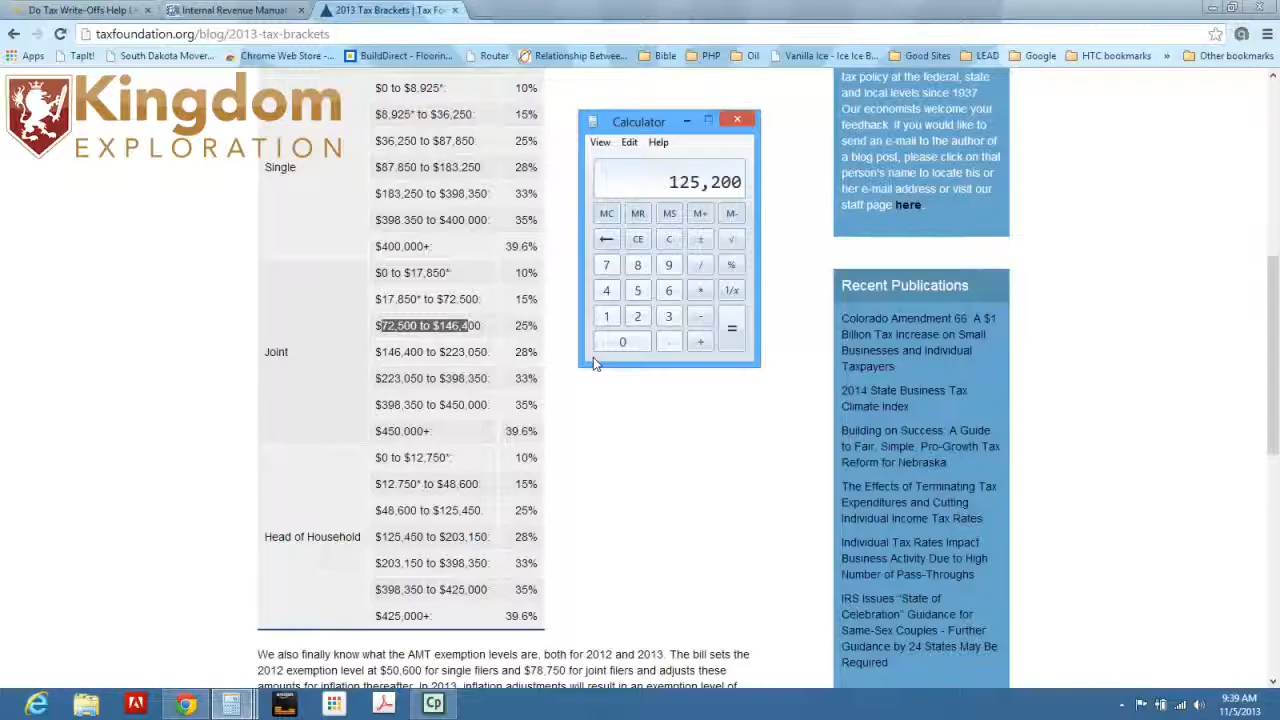 Do Tax Write-Offs Help L
Internal Revenue Manual
2013 Tax Brackets | Tax Fo
taxfoundation.org/blog/2013-tax-brackets
Apps
TapIt!
South Dakota Mover...
Chrome Web Store -...
BuildDirect - Floorin...
Router
Relationship Betwee...
Bible
PHP
Oil
Vanilla Ice - Ice Ice B...
Good Sites
LEAD
Google
HTC bookmarks
»
Other bookmarks
Kingdom
EXPLORATION
$0 to $8,925*: 10%
$8,925* to $36,250: 15%
$36,250 to $87,850: 25%
Single $87,850 to $183,250: 28%
$183,250 to $398,350: 33%
$398,350 to $400,000: 35%
$400,000+: 39.6%
$0 to $17,850*: 10%
$17,850* to $72,500: 15%
$72,500 to $146,400 25%
Joint $146,400 to $223,050: 28%
$223,050 to $398,350: 33%
$398,350 to $450,000: 35%
$450,000+: 39.6%
$0 to $12,750*: 10%
$12,750* to $48,600: 15%
$48,600 to $125,450: 25%
Head of Household $125,450 to $203,150: 28%
$203,150 to $398,350: 33%
$398,350 to $425,000: 35%
$425,000+: 39.6%
We also finally know what the AMT exemption levels are, both for 2012 and 2013. The bill sets the
2012 exemption level at $50,600 for single filers and $78,750 for joint filers and adjusts these
amounts for inflation thereafter. In 2013, inflation adjustments will result in an exemption level of
Calculator
View Edit Help
125,200
MC MR MS M+ M-
← CE C ± √
7 8 9 / %
4 5 6 * 1/x
1 2 3 - =
0 . +
tax policy at the federal, state
and local levels since 1937.
Our economists welcome your
feedback. If you would like to
send an e-mail to the author of
a blog post, please click on that
person's name to locate his or
her e-mail address or visit our
staff page here.
Recent Publications
Colorado Amendment 66: A $1
Billion Tax Increase on Small
Businesses and Individual
Taxpayers
2014 State Business Tax
Climate Index
Building on Success: A Guide
to Fair, Simple, Pro-Growth Tax
Reform for Nebraska
The Effects of Terminating Tax
Expenditures and Cutting
Individual Income Tax Rates
Individual Tax Rates Impact
Business Activity Due to High
Number of Pass-Throughs
IRS Issues "State of
Celebration" Guidance for
Same-Sex Couples - Further
Guidance by 24 States May Be
Required
amazon
Cp
9:39 AM
11/5/2013